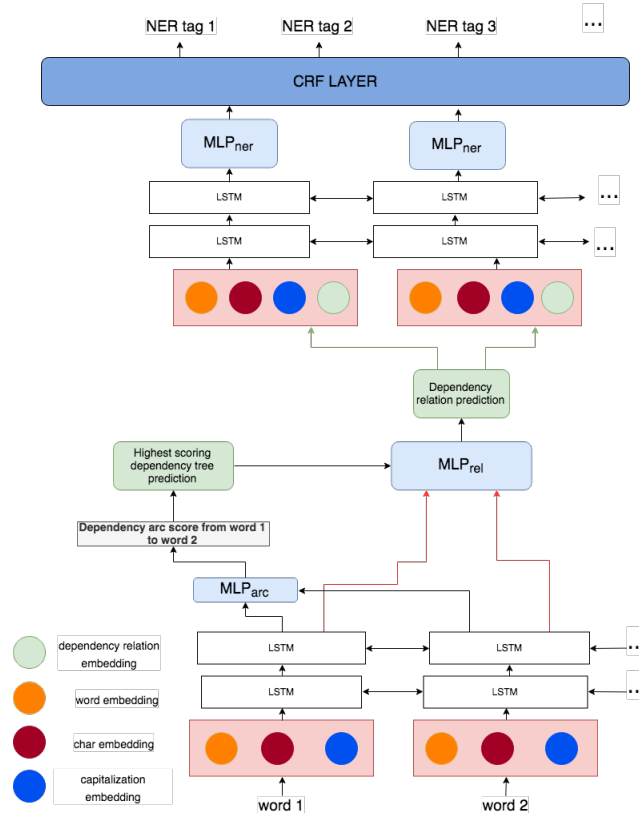 NER tag 1
NER tag 2
NER tag 3
...
CRF LAYER
MLPner
MLPner
LSTM
LSTM
...
LSTM
LSTM
...
Dependency
relation prediction
Highest scoring
dependency tree
prediction
MLPrel
Dependency arc score from word 1
to word 2
MLParc
LSTM
LSTM
...
LSTM
LSTM
...
dependency relation
embedding
word embedding
char embedding
capitalization
embedding
word 1
word 2